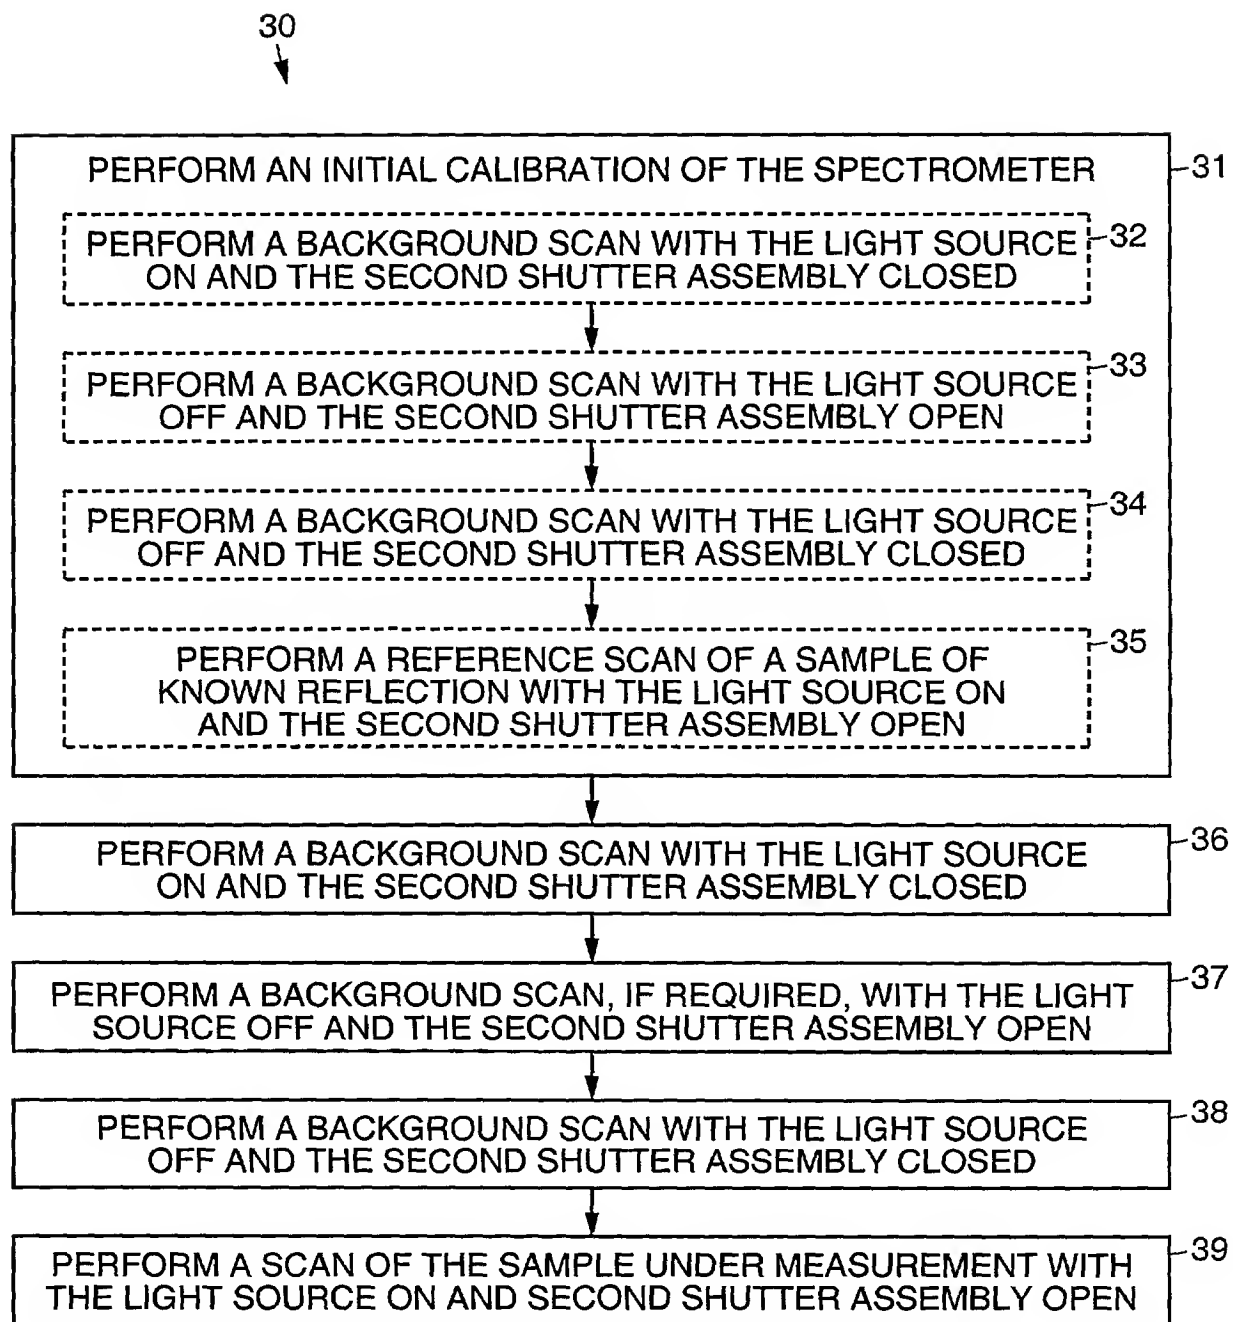 30
PERFORM AN INITIAL CALIBRATION OF THE SPECTROMETER
31
PERFORM A BACKGROUND SCAN WITH THE LIGHT SOURCE
ON AND THE SECOND SHUTTER ASSEMBLY CLOSED
32
PERFORM A BACKGROUND SCAN WITH THE LIGHT SOURCE
OFF AND THE SECOND SHUTTER ASSEMBLY OPEN
33
PERFORM A BACKGROUND SCAN WITH THE LIGHT SOURCE
OFF AND THE SECOND SHUTTER ASSEMBLY CLOSED
34
PERFORM A REFERENCE SCAN OF A SAMPLE OF
KNOWN REFLECTION WITH THE LIGHT SOURCE ON
AND THE SECOND SHUTTER ASSEMBLY OPEN
35
PERFORM A BACKGROUND SCAN WITH THE LIGHT SOURCE
ON AND THE SECOND SHUTTER ASSEMBLY CLOSED
36
PERFORM A BACKGROUND SCAN, IF REQUIRED, WITH THE LIGHT
SOURCE OFF AND THE SECOND SHUTTER ASSEMBLY OPEN
37
PERFORM A BACKGROUND SCAN WITH THE LIGHT SOURCE
OFF AND THE SECOND SHUTTER ASSEMBLY CLOSED
38
PERFORM A SCAN OF THE SAMPLE UNDER MEASUREMENT WITH
THE LIGHT SOURCE ON AND SECOND SHUTTER ASSEMBLY OPEN
39